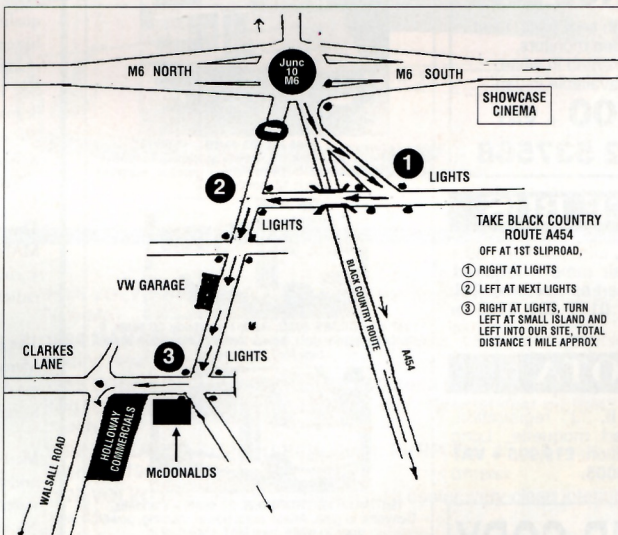 Junc
10
M6
M6 NORTH
M6 SOUTH
SHOWCASE
CINEMA
1
LIGHTS
2
LIGHTS
TAKE BLACK COUNTRY
ROUTE A454
OFF AT 1ST SLIPROAD,
1 RIGHT AT LIGHTS
2 LEFT AT NEXT LIGHTS
3 RIGHT AT LIGHTS, TURN
LEFT AT SMALL ISLAND AND
LEFT INTO OUR SITE, TOTAL
DISTANCE 1 MILE APPROX
VW GARAGE
BLACK COUNTRY ROUTE
A454
CLARKES
LANE
3
LIGHTS
HOLLOWAY
COMMERCIALS
WALSALL ROAD
McDONALDS